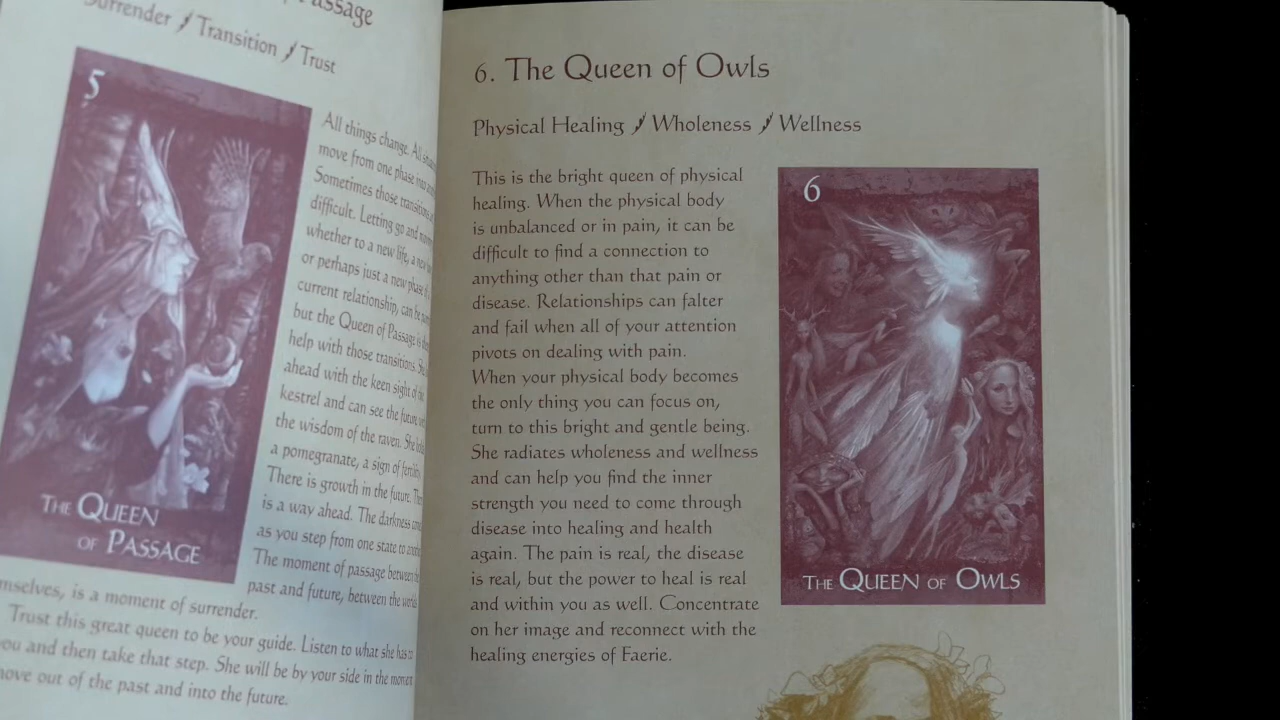 Passage
Surrender Transition Trust
5
All things change. All
move from one phase
Sometimes those transitions
difficult. Letting go and
whether to a new life, a new
or perhaps just a new phase
current relationship, can be
but the Queen of Passage is
help with those transitions. She
ahead with the keen sight of
kestrel and can see the future
the wisdom of the raven. She
a pomegranate, a sign of fertility.
There is growth in the future.
is a way ahead. The darkness
as you step from one state to
The moment of passage between
past and future, between the worlds
is a moment of surrender.
Trust this great queen to be your guide. Listen to what she has to
you and then take that step. She will be by your side in the moment
move out of the past and into the future.
The Queen
of Passage
6. The Queen of Owls
Physical Healing Wholeness Wellness
This is the bright queen of physical
healing. When the physical body
is unbalanced or in pain, it can be
difficult to find a connection to
anything other than that pain or
disease. Relationships can falter
and fail when all of your attention
pivots on dealing with pain.
When your physical body becomes
the only thing you can focus on,
turn to this bright and gentle being.
She radiates wholeness and wellness
and can help you find the inner
strength you need to come through
disease into healing and health
again. The pain is real, the disease
is real, but the power to heal is real
and within you as well. Concentrate
on her image and reconnect with the
healing energies of Faerie.
6
The Queen of Owls